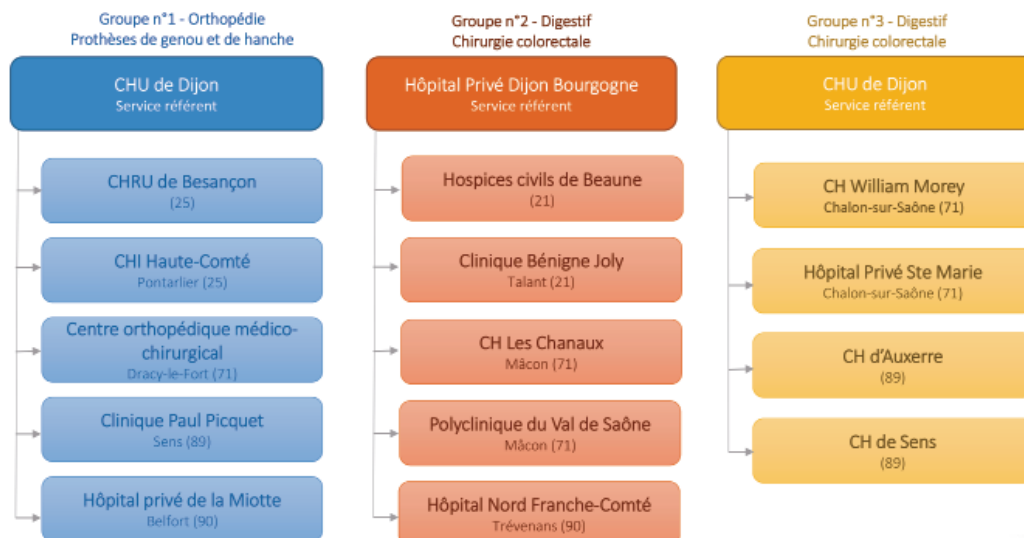 Groupe n°1 - Orthopédie
Prothèses de genou et de hanche
CHU de Dijon
Service référent
CHRU de Besançon
(25)
CHI Haute-Comté
Pontarlier (25)
Centre orthopédique médico-
chirurgical
Dracy-le-Fort (71)
Clinique Paul Picquet
Sens (89)
Hôpital privé de la Miotte
Belfort (90)
Groupe n°2 - Digestif
Chirurgie colorectale
Hôpital Privé Dijon Bourgogne
Service référent
Hospices civils de Beaune
(21)
Clinique Bénigne Joly
Talant (21)
CH Les Chanaux
Mâcon (71)
Polyclinique du Val de Saône
Mâcon (71)
Hôpital Nord Franche-Comté
Trévenans (90)
Groupe n°3 - Digestif
Chirurgie colorectale
CHU de Dijon
Service référent
CH William Morey
Chalon-sur-Saône (71)
Hôpital Privé Ste Marie
Chalon-sur-Saône (71)
CH d'Auxerre
(89)
CH de Sens
(89)